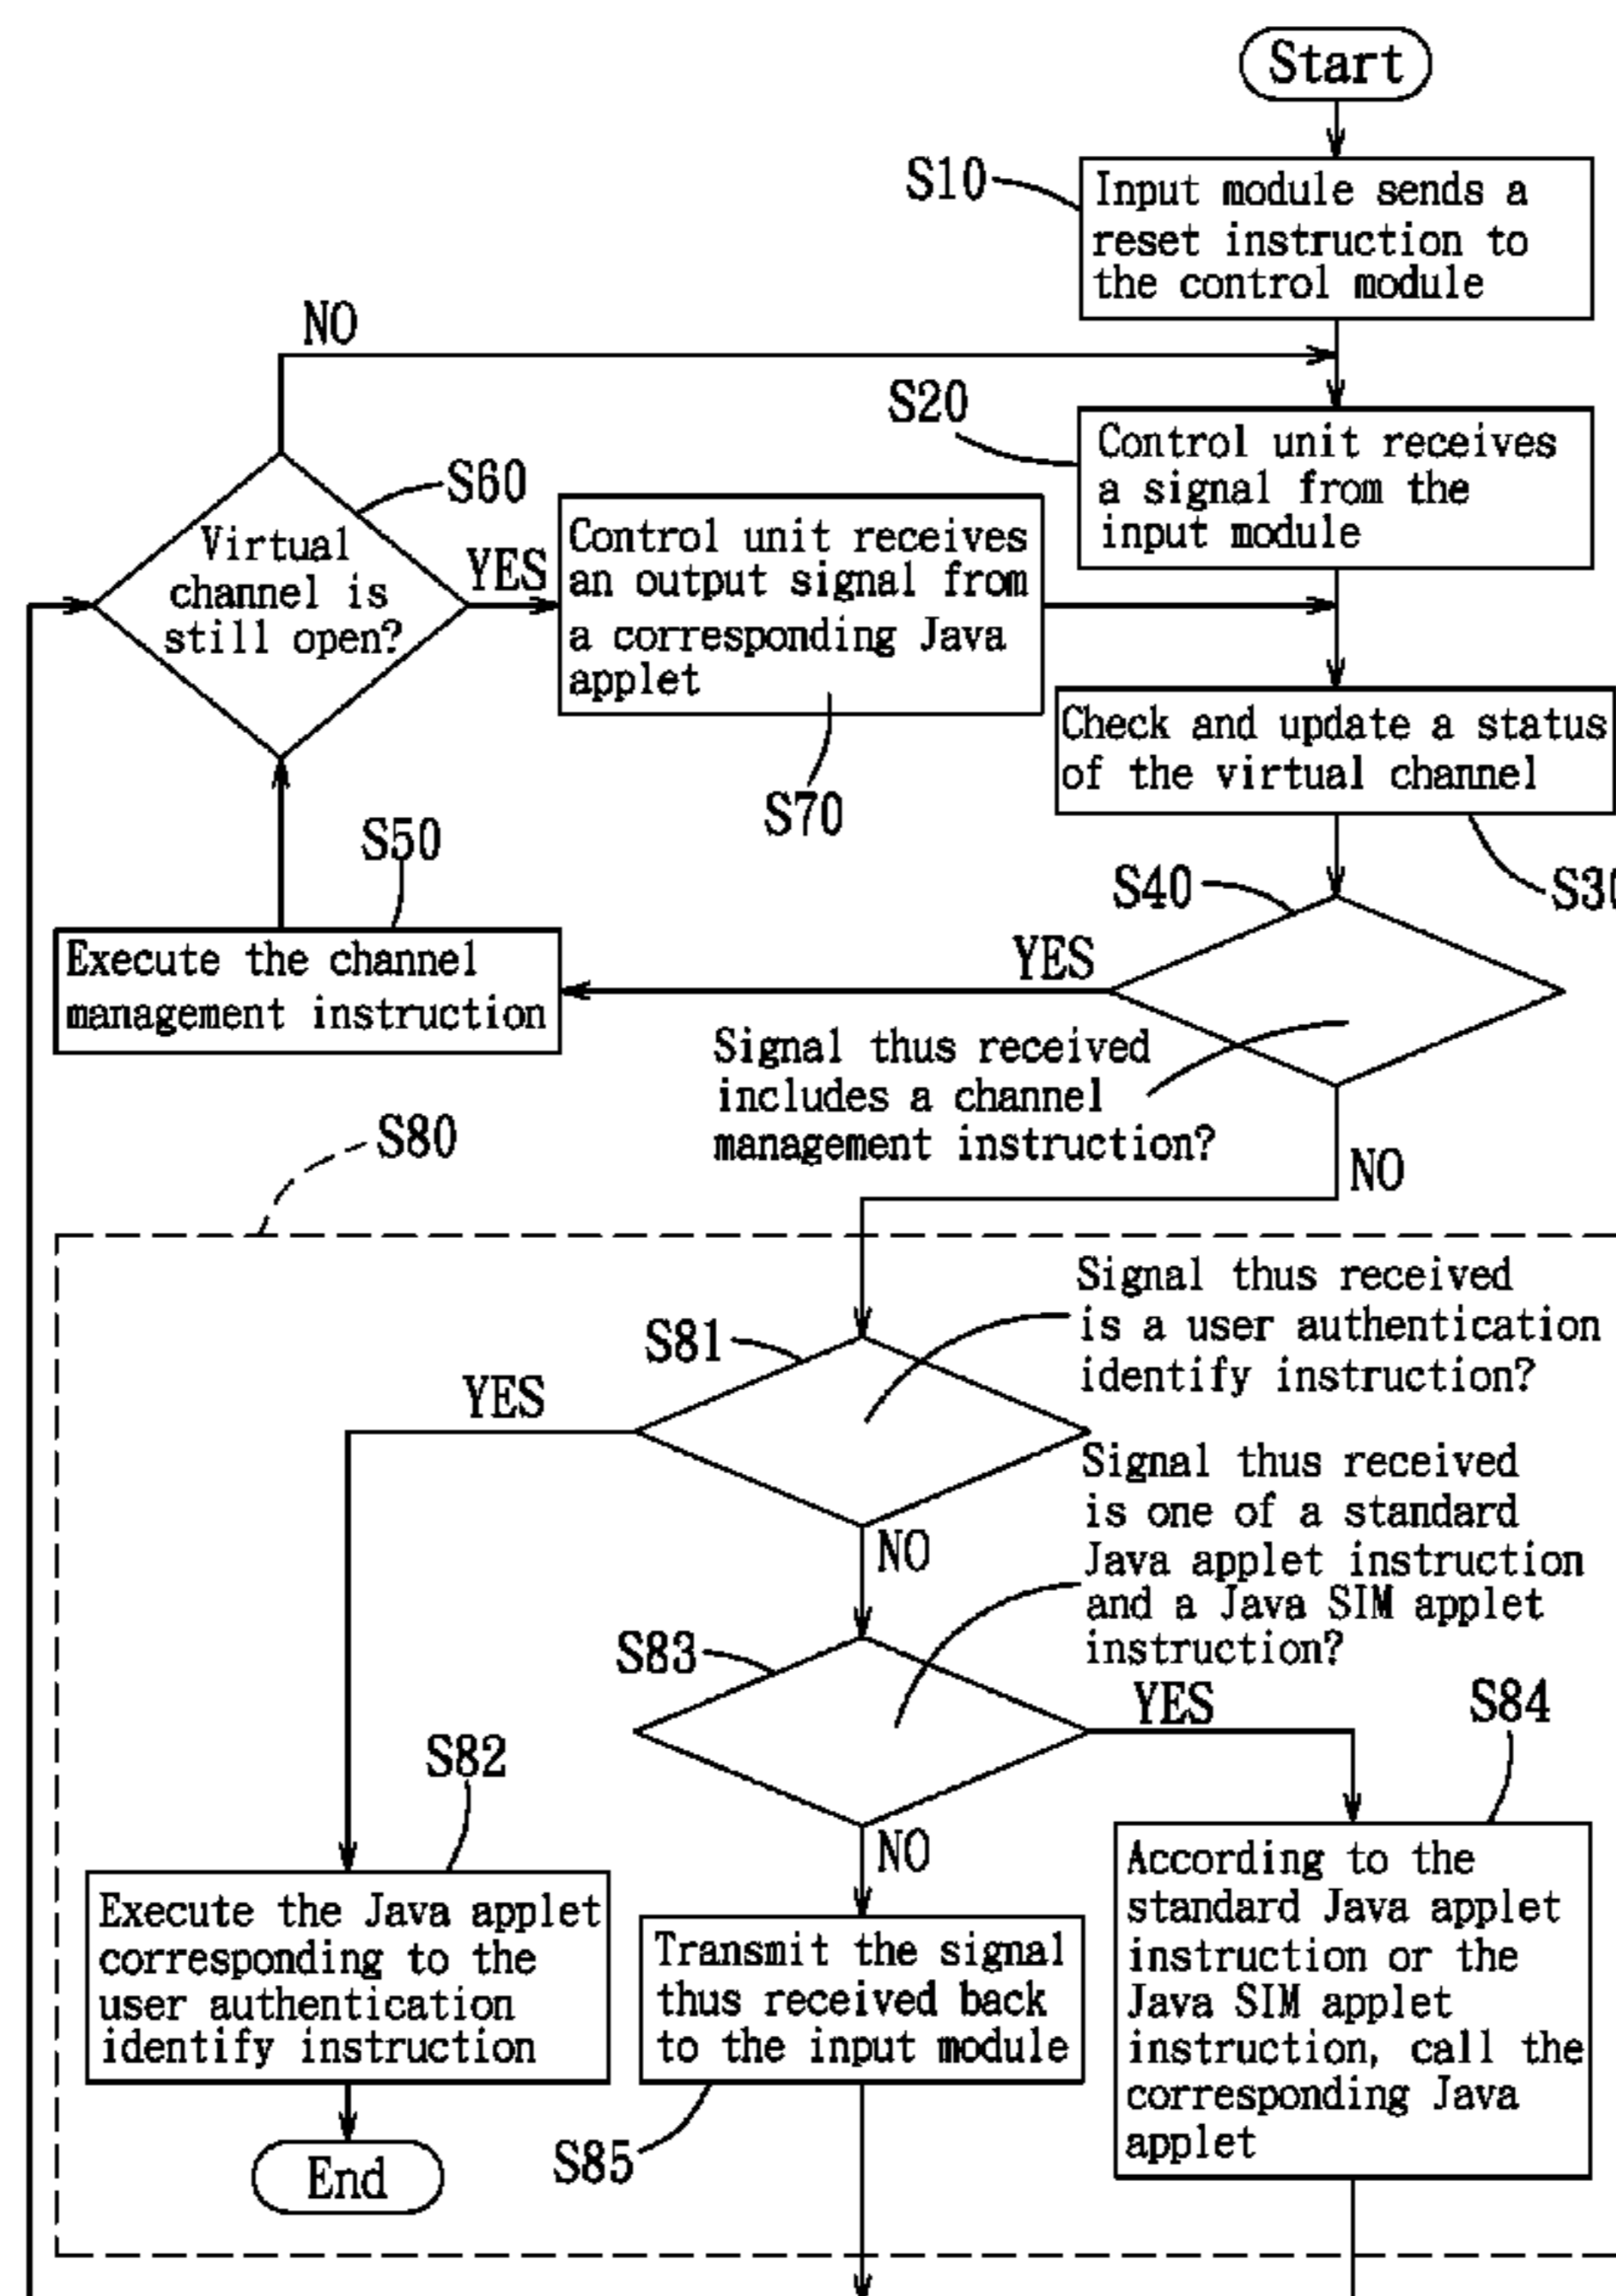 Start
S10
Input module sends a
reset instruction to
the control module
NO
S20
Control unit receives
a signal from the
input module
S60
Virtual
channel is
still open?
YES
Control unit receives
an output signal from
a corresponding Java
applet
S70
Check and update a status
of the virtual channel
S30
S40
YES
S50
Execute the channel
management instruction
Signal thus received
includes a channel
management instruction?
NO
S80
Signal thus received
is a user authentication
identify instruction?
S81
YES
NO
Signal thus received
is one of a standard
Java applet instruction
and a Java SIM applet
instruction?
S83
YES
S84
S82
NO
Execute the Java applet
corresponding to the
user authentication
identify instruction
Transmit the signal
thus received back
to the input module
According to the
standard Java applet
instruction or the
Java SIM applet
instruction, call the
corresponding Java
applet
S85
End